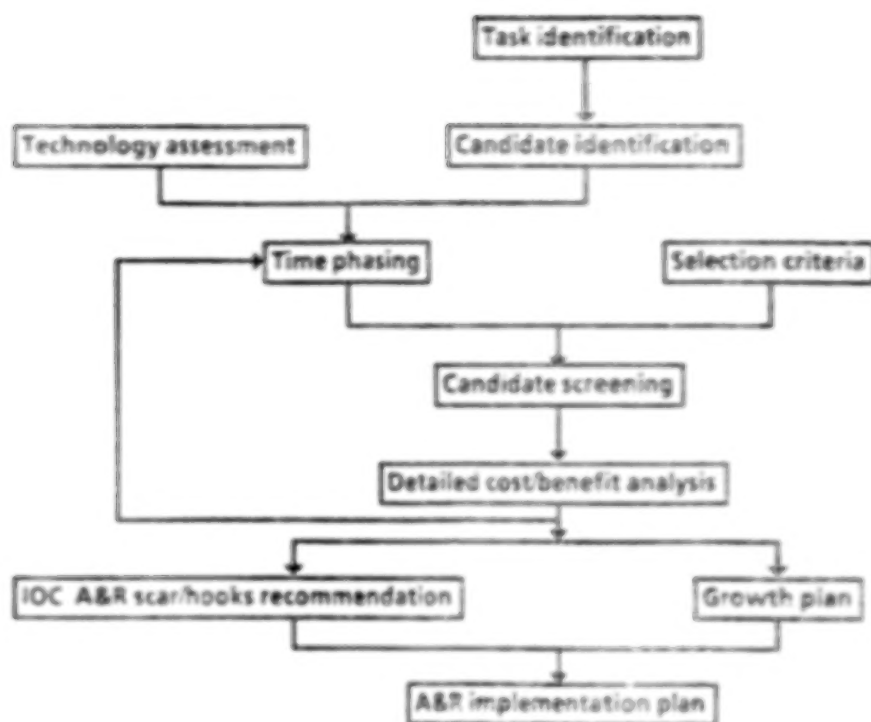 Task identification
Technology assessment
Candidate identification
Time phasing
Selection criteria
Candidate screening
Detailed cost/benefit analysis
IOC A&R scar/hooks recommendation
Growth plan
A&R implementation plan